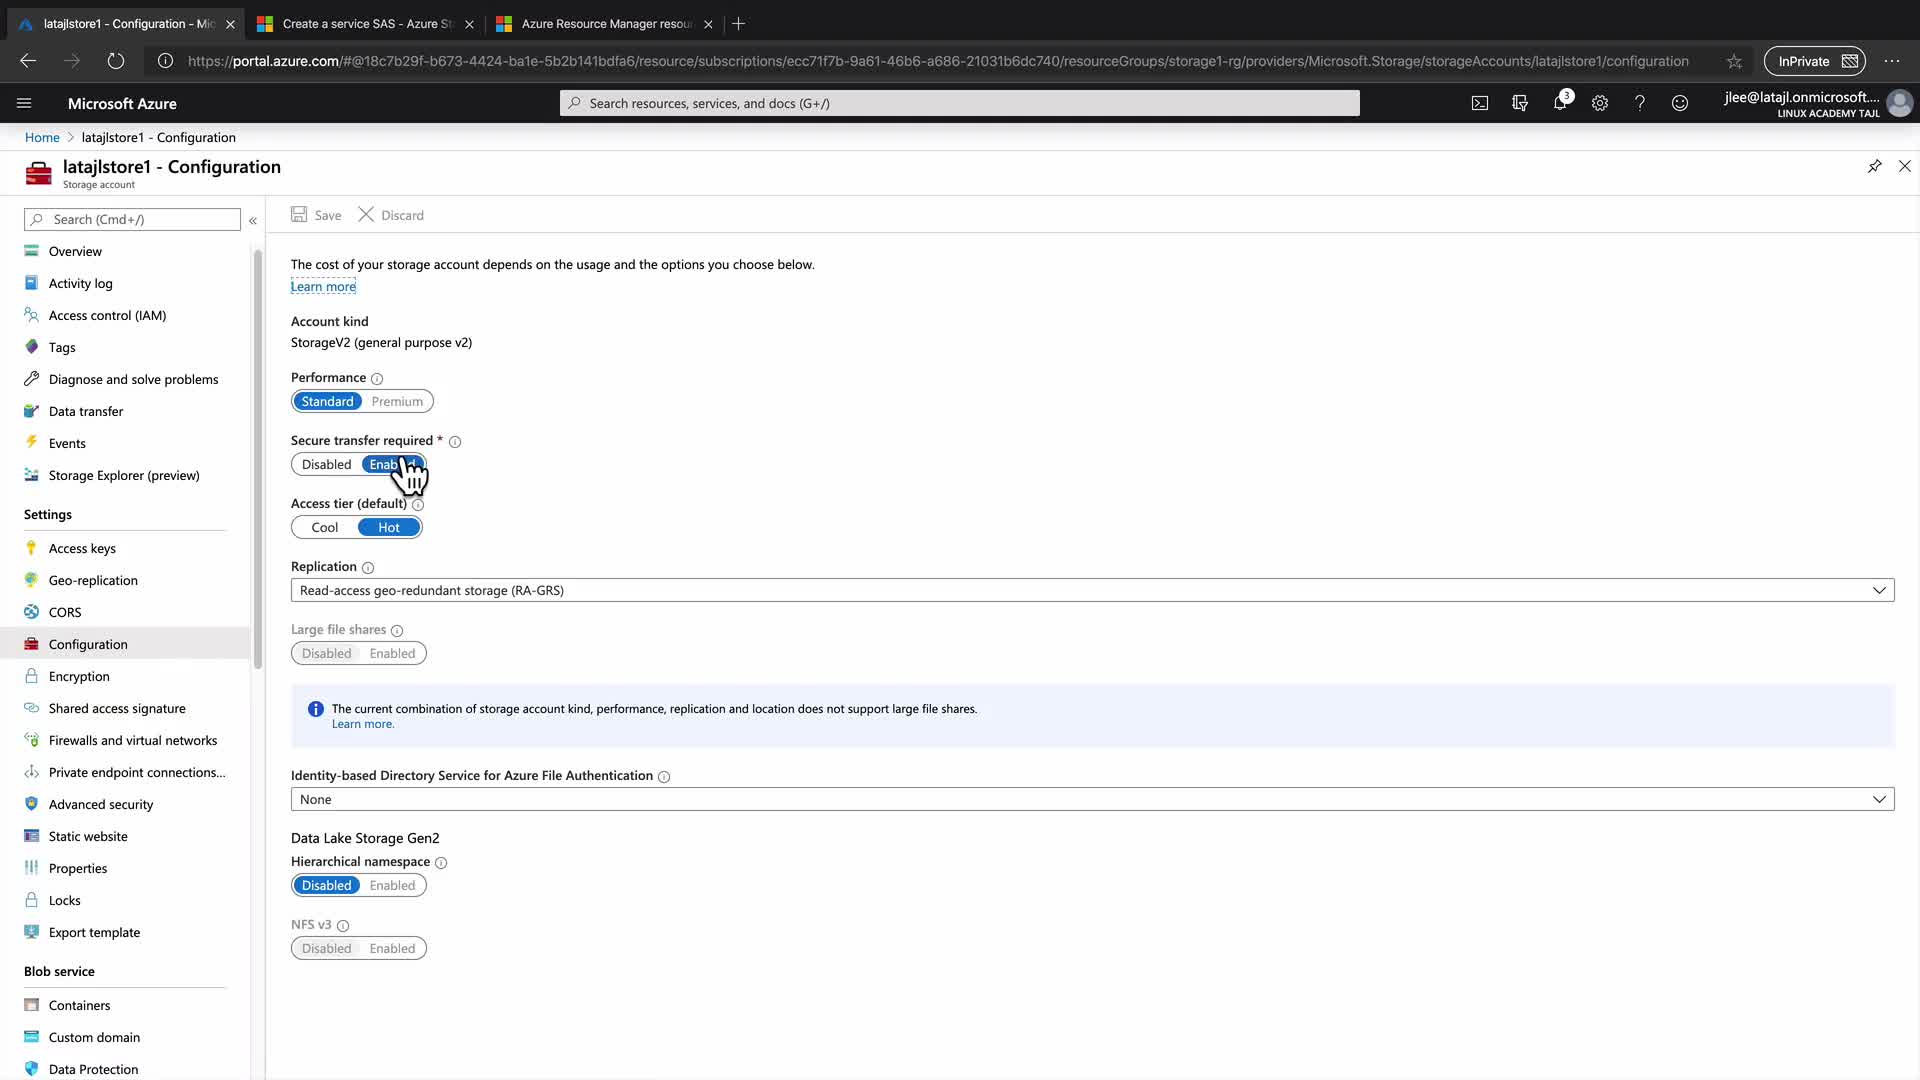 latajlstore1 - Configuration - Mic
Create a service SAS - Azure St
Azure Resource Manager resou
https://portal.azure.com/#@18c7b29f-b673-4424-ba1e-5b2b141bdfa6/resource/subscriptions/ecc71f7b-9a61-46b6-a686-21031b6dc740/resourceGroups/storage1-rg/providers/Microsoft.Storage/storageAccounts/latajlstore1/configuration
InPrivate
Microsoft Azure
Search resources, services, and docs (G+/)
3
jlee@latajl.onmicrosoft....
LINUX ACADEMY TAJL
Home > latajlstore1 - Configuration
latajlstore1 - Configuration
Storage account
Search (Cmd+/)
«
Save
Discard
Overview
Activity log
Access control (IAM)
Tags
Diagnose and solve problems
Data transfer
Events
Storage Explorer (preview)
Settings
Access keys
Geo-replication
CORS
Configuration
Encryption
Shared access signature
Firewalls and virtual networks
Private endpoint connections...
Advanced security
Static website
Properties
Locks
Export template
Blob service
Containers
Custom domain
Data Protection
The cost of your storage account depends on the usage and the options you choose below.
Learn more
Account kind
StorageV2 (general purpose v2)
Performance
Standard Premium
Secure transfer required *
Disabled
Access tier (default)
Cool Hot
Replication
Read-access geo-redundant storage (RA-GRS)
Large file shares
Disabled Enabled
The current combination of storage account kind, performance, replication and location does not support large file shares.
Learn more.
Identity-based Directory Service for Azure File Authentication
None
Data Lake Storage Gen2
Hierarchical namespace
Disabled Enabled
NFS v3
Disabled Enabled